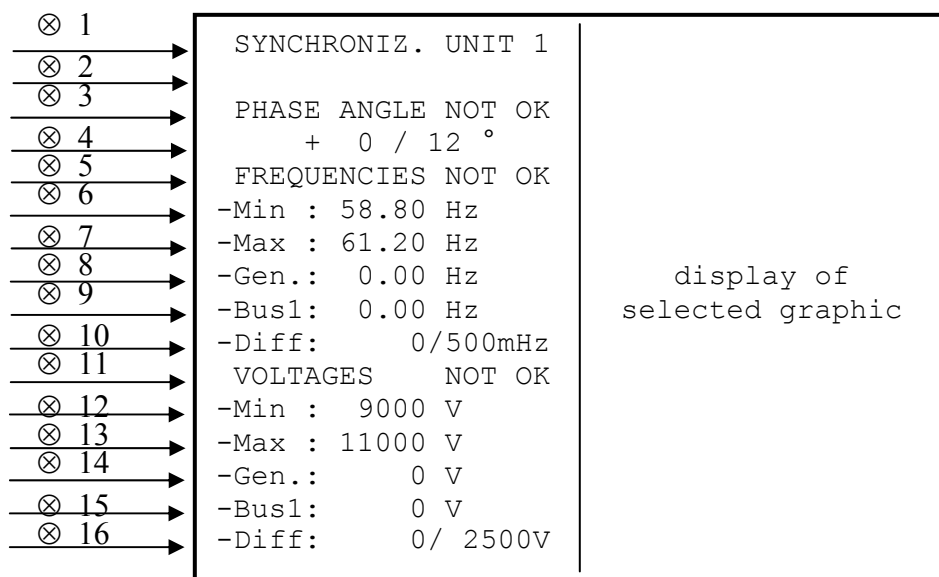 ⊗ 1
⊗ 2
⊗ 3
⊗ 4
⊗ 5
⊗ 6
⊗ 7
⊗ 8
⊗ 9
⊗ 10
⊗ 11
⊗ 12
⊗ 13
⊗ 14
⊗ 15
⊗ 16
SYNCHRONIZ. UNIT 1
PHASE ANGLE NOT OK
+ 0 / 12 °
FREQUENCIES NOT OK
-Min : 58.80 Hz
-Max : 61.20 Hz
-Gen.: 0.00 Hz
-Bus1: 0.00 Hz
-Diff: 0/500mHz
VOLTAGES NOT OK
-Min : 9000 V
-Max : 11000 V
-Gen.: 0 V
-Bus1: 0 V
-Diff: 0/ 2500V
display of
selected graphic